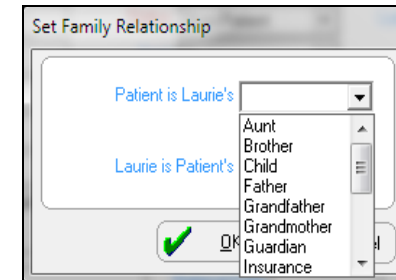 Set Family Relationship
Patient is Laurie's
Aunt
Brother
Laurie is Patient's
Child
Father
Grandfather
Grandmother
OK
Guardian
Insurance